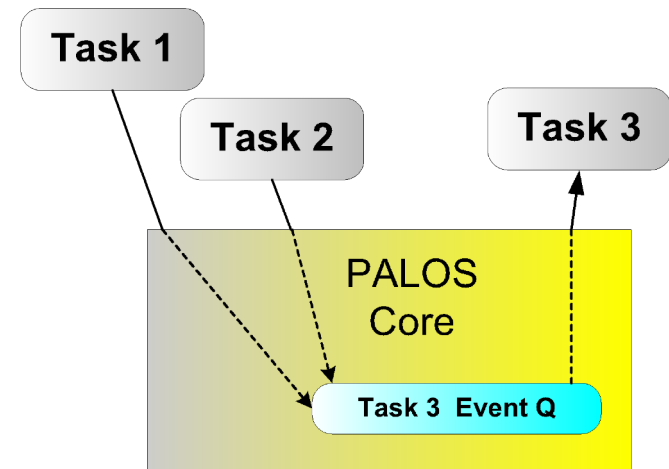 Task 1
Task 2
Task 3
PALOS
Core
Task 3 Event Q